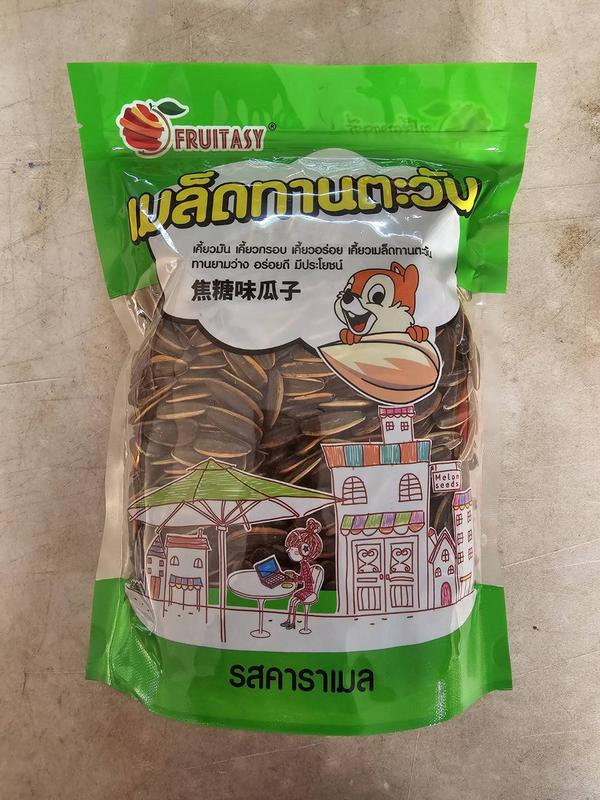 FRUITASY®
เมล็ดทานตะวัน
เคี้ยวมัน เคี้ยวกรอบ เคี้ยวอร่อย เคี้ยวเมล็ดทานตะวัน
ทานยามว่าง อร่อยดี มีประโยชน์
焦糖味瓜子
Melon
seeds
รสคาราเมล